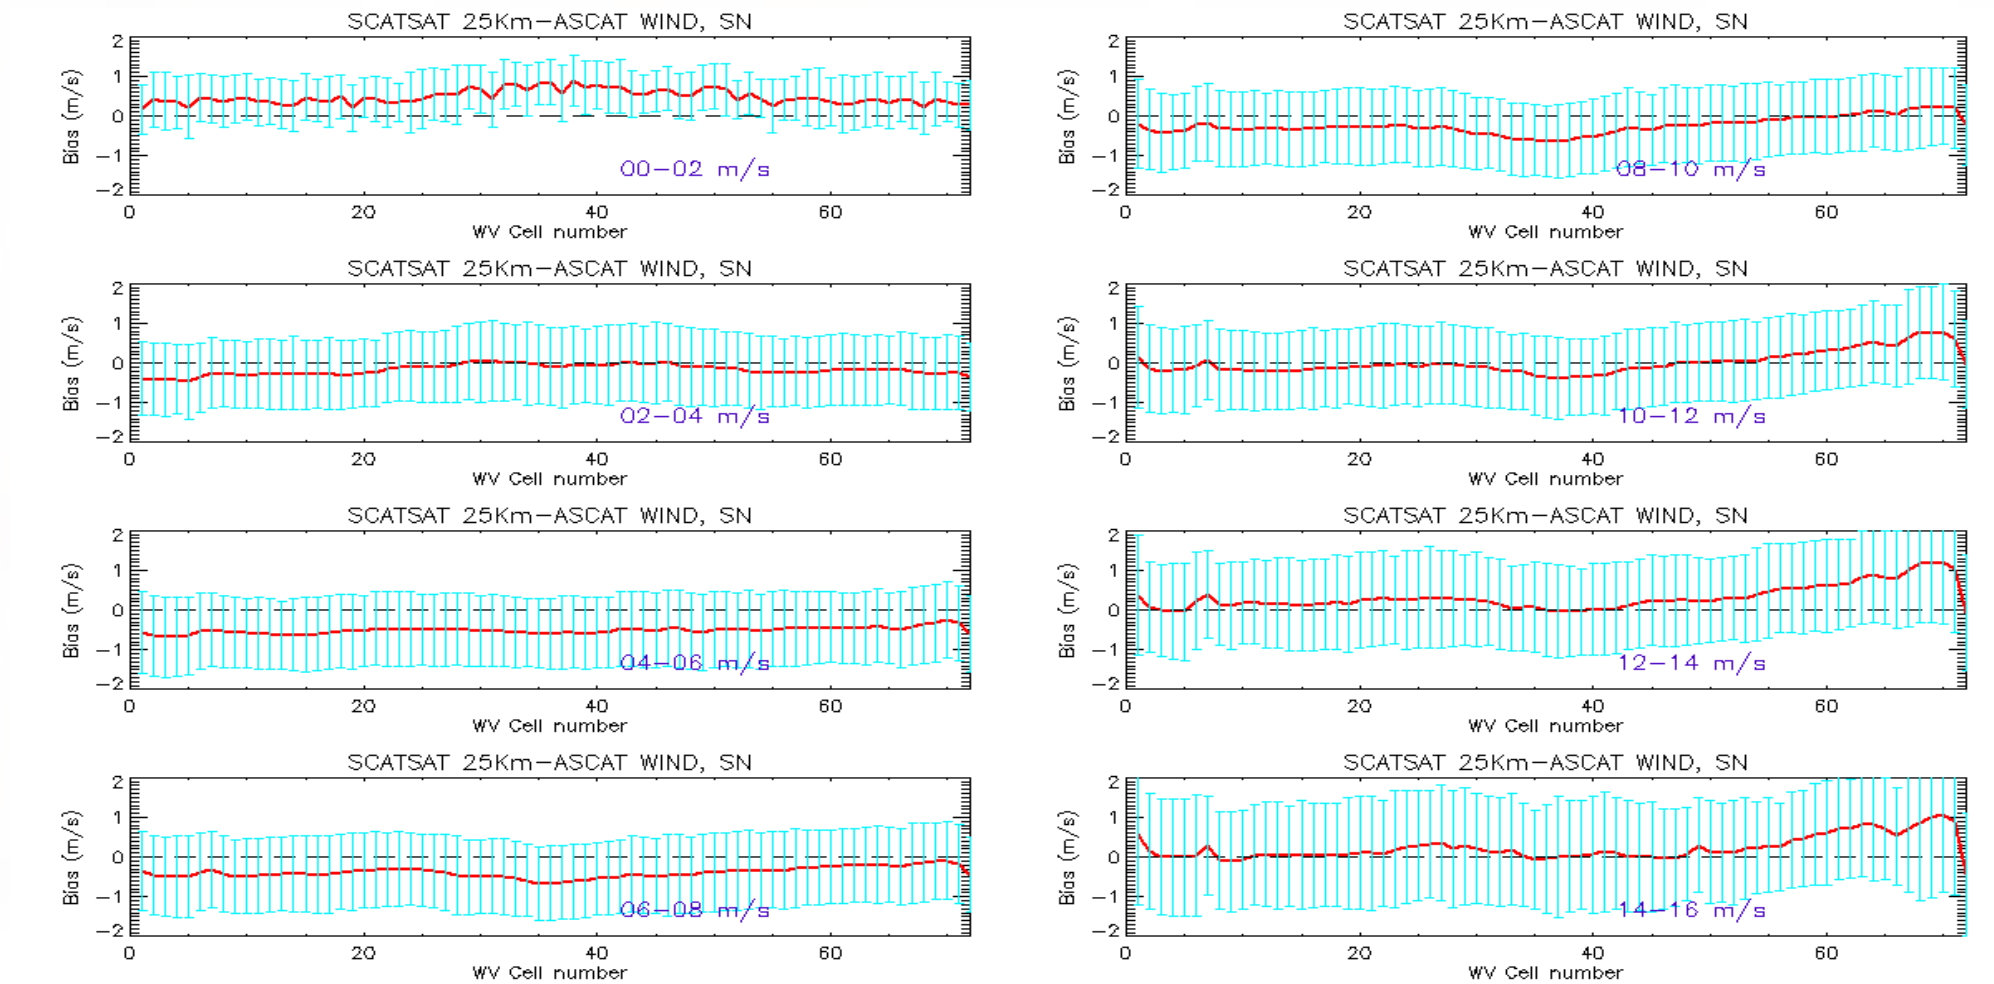 SCATSAT 25Km-ASCAT WIND, SN
2
1
0
-1
-2
Bias (m/s)
00-02 m/s
0 20 40 60
WV Cell number
SCATSAT 25Km-ASCAT WIND, SN
2
1
0
-1
-2
Bias (m/s)
02-04 m/s
0 20 40 60
WV Cell number
SCATSAT 25Km-ASCAT WIND, SN
2
1
0
-1
-2
Bias (m/s)
04-06 m/s
0 20 40 60
WV Cell number
SCATSAT 25Km-ASCAT WIND, SN
2
1
0
-1
-2
Bias (m/s)
06-08 m/s
0 20 40 60
WV Cell number
SCATSAT 25Km-ASCAT WIND, SN
2
1
0
-1
-2
Bias (m/s)
08-10 m/s
0 20 40 60
WV Cell number
SCATSAT 25Km-ASCAT WIND, SN
2
1
0
-1
-2
Bias (m/s)
10-12 m/s
0 20 40 60
WV Cell number
SCATSAT 25Km-ASCAT WIND, SN
2
1
0
-1
-2
Bias (m/s)
12-14 m/s
0 20 40 60
WV Cell number
SCATSAT 25Km-ASCAT WIND, SN
2
1
0
-1
-2
Bias (m/s)
14-16 m/s
0 20 40 60
WV Cell number